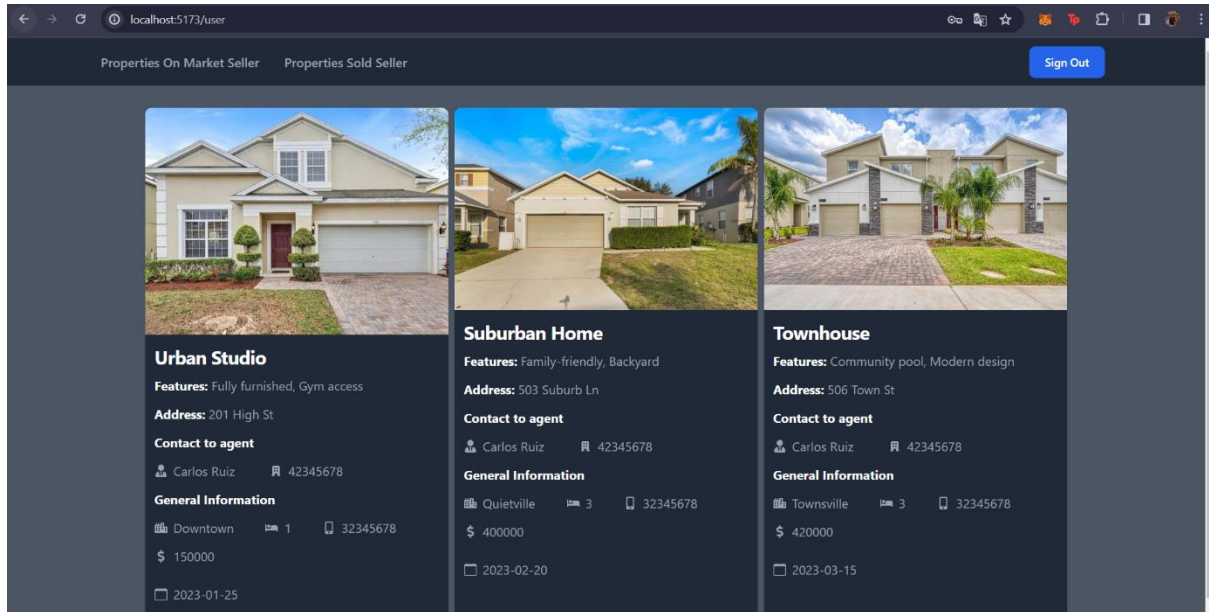 localhost:5173/user
Properties On Market Seller Properties Sold Seller Sign Out
Urban Studio
Features: Fully furnished, Gym access
Address: 201 High St
Contact to agent
Carlos Ruiz 42345678
General Information
Downtown 1 32345678
$ 150000
2023-01-25
Suburban Home
Features: Family-friendly, Backyard
Address: 503 Suburb Ln
Contact to agent
Carlos Ruiz 42345678
General Information
Quietville 3 32345678
$ 400000
2023-02-20
Townhouse
Features: Community pool, Modern design
Address: 506 Town St
Contact to agent
Carlos Ruiz 42345678
General Information
Townsville 3 32345678
$ 420000
2023-03-15